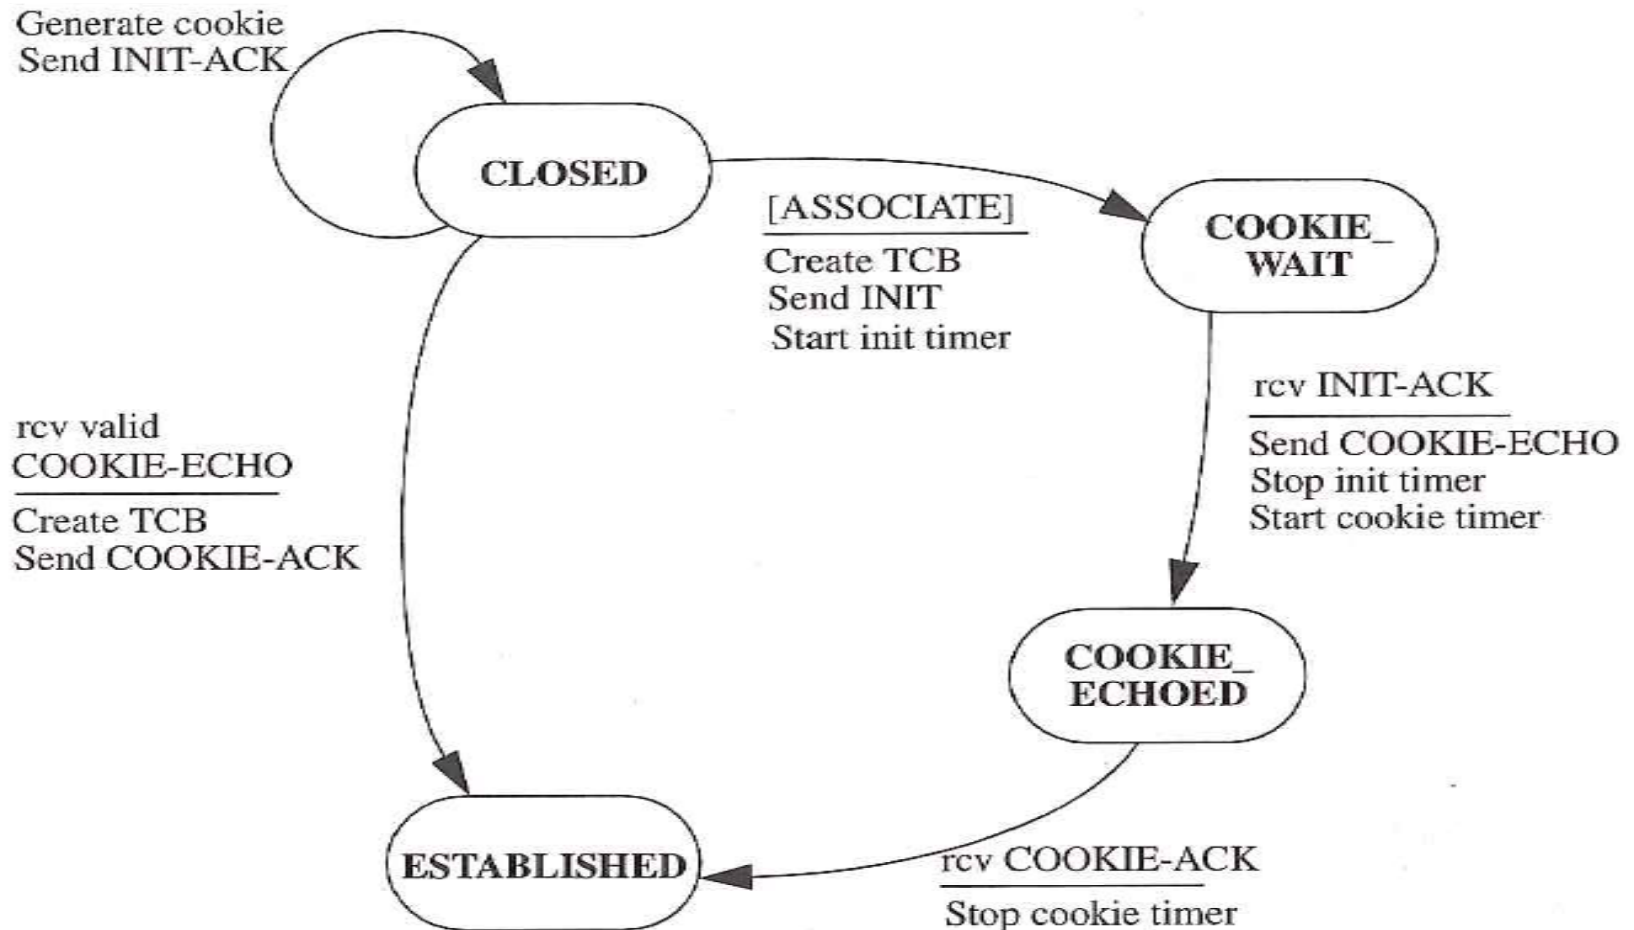 Generate cookie
Send INIT-ACK
CLOSED
[ASSOCIATE]
Create TCB
Send INIT
Start init timer
COOKIE_
WAIT
rcv INIT-ACK
Send COOKIE-ECHO
Stop init timer
Start cookie timer
rcv valid
COOKIE-ECHO
Create TCB
Send COOKIE-ACK
COOKIE_
ECHOED
ESTABLISHED
rcv COOKIE-ACK
Stop cookie timer